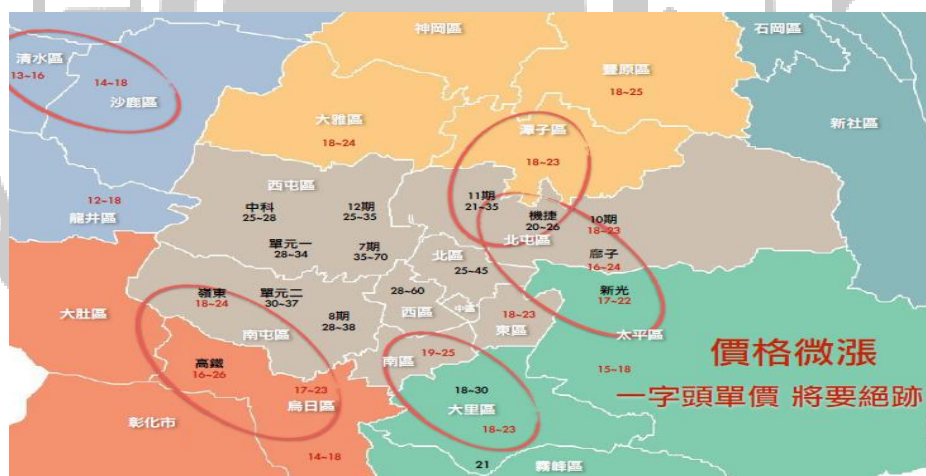 神岡區
石岡區
清水區
13~16
14~18
沙鹿區
豐原區
18~25
大雅區
18~24
潭子區
18~23
新社區
西屯區
12~18
龍井區
中科
25~28
12期
25~35
11期
21~35
機捷
20~26
10期
18~23
北屯區
單元一
28~34
7期
35~70
北區
25~45
廍子
16~24
嶺東
18~24
單元二
30~37
28~60
西區
中區
新光
17~22
大肚區
8期
28~38
18~23
東區
太平區
南屯區
高鐵
16~26
南區
19~25
價格微漲
15~18
17~23
烏日區
18~30
大里區
一字頭單價 將要絕跡
彰化市
18~23
14~18
21
霧峰區